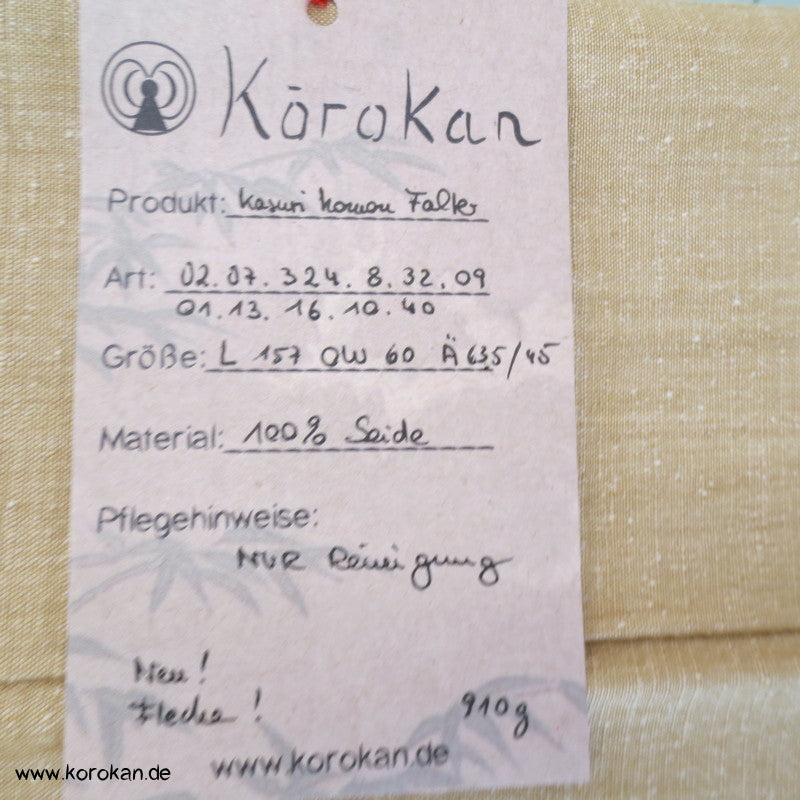 Kōrokan
Produkt: Kasuri komon Falter
Art: 02.07.324.8.32.09
01.13.16.10.40
Größe: L 157 OW 60 Ä 63,5/45
Material: 100% Seide
Pflegehinweise:
NUR Reinigung
Neu!
Flecke!
910g
www.korokan.de
www.korokan.de